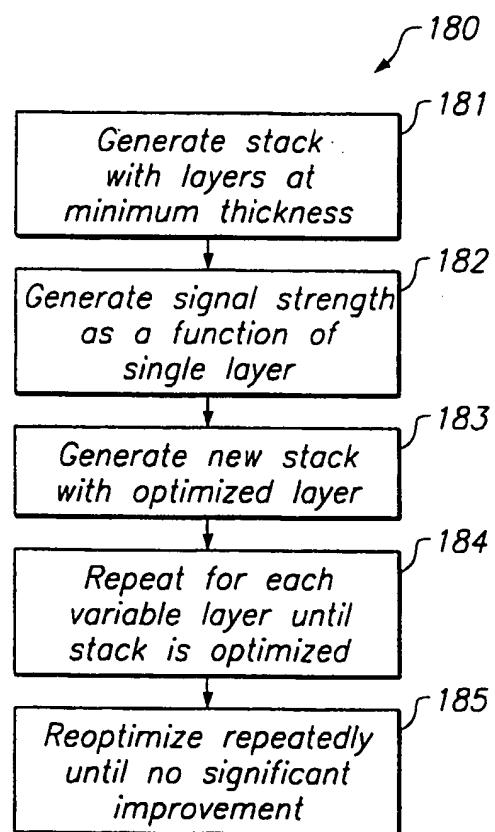 180
181
Generate stack
with layers at
minimum thickness
182
Generate signal strength
as a function of
single layer
183
Generate new stack
with optimized layer
184
Repeat for each
variable layer until
stack is optimized
185
Reoptimize repeatedly
until no significant
improvement